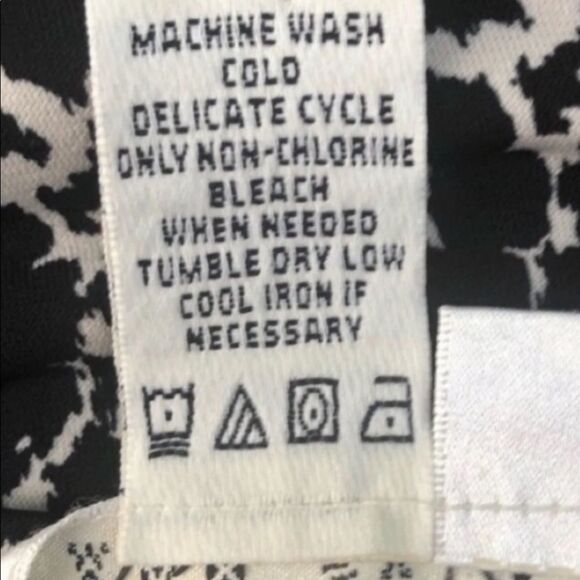 MACHINE WASH
COLD
DELICATE CYCLE
ONLY NON-CHLORINE
BLEACH
WHEN NEEDED
TUMBLE DRY LOW
COOL IRON IF
NECESSARY